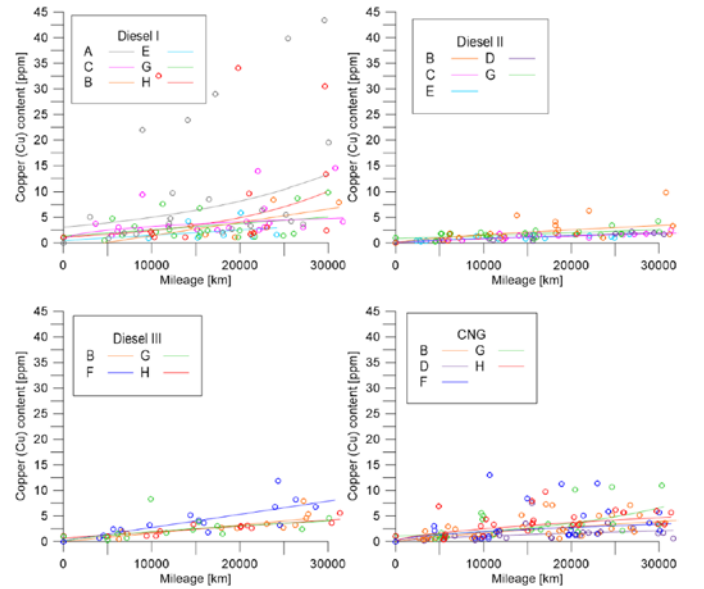 45
40
35
30
25
20
15
10
5
0
Copper (Cu) content [ppm]
Diesel I
A E
C G
B H
0 10000 20000 30000
Mileage [km]
45
40
35
30
25
20
15
10
5
0
Copper (Cu) content [ppm]
Diesel II
B D
C G
E
0 10000 20000 30000
Mileage [km]
45
40
35
30
25
20
15
10
5
0
Copper (Cu) content [ppm]
Diesel III
B G
F H
0 10000 20000 30000
Mileage [km]
45
40
35
30
25
20
15
10
5
0
Copper (Cu) content [ppm]
CNG
B G
D H
F
0 10000 20000 30000
Mileage [km]